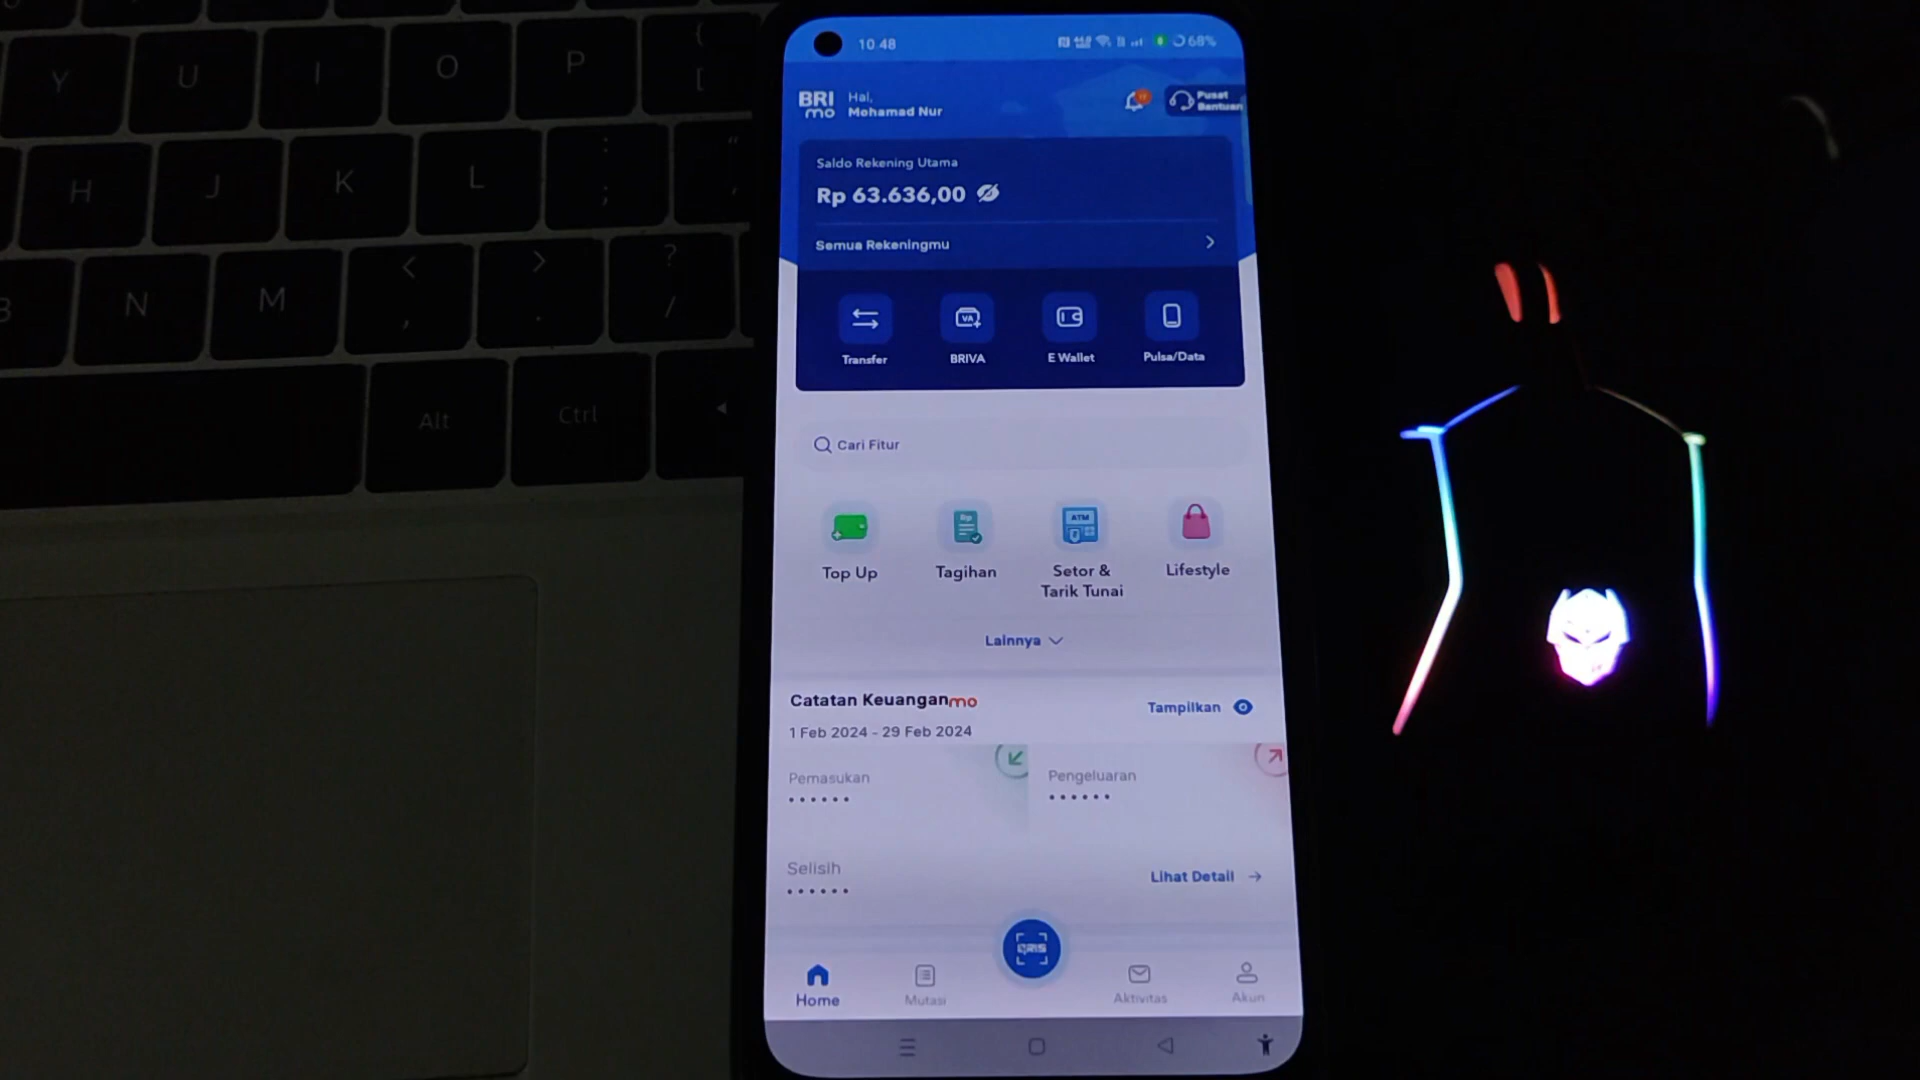 Y U I O P { [
H J K L : ; "
N M < , > . ? /
Alt Ctrl
10.48
68%
BRI mo
Hai,
Mohamad Nur
Pusat Bantuan
Saldo Rekening Utama
Rp 63.636,00
Semua Rekeningmu
Transfer BRIVA E Wallet Pulsa/Data
Cari Fitur
Top Up Tagihan Setor & Tarik Tunai Lifestyle
Lainnya
Catatan Keuanganmo
Tampilkan
1 Feb 2024 - 29 Feb 2024
Pemasukan
Pengeluaran
Selisih
Lihat Detail
QRIS
Home Mutasi Aktivitas Akun